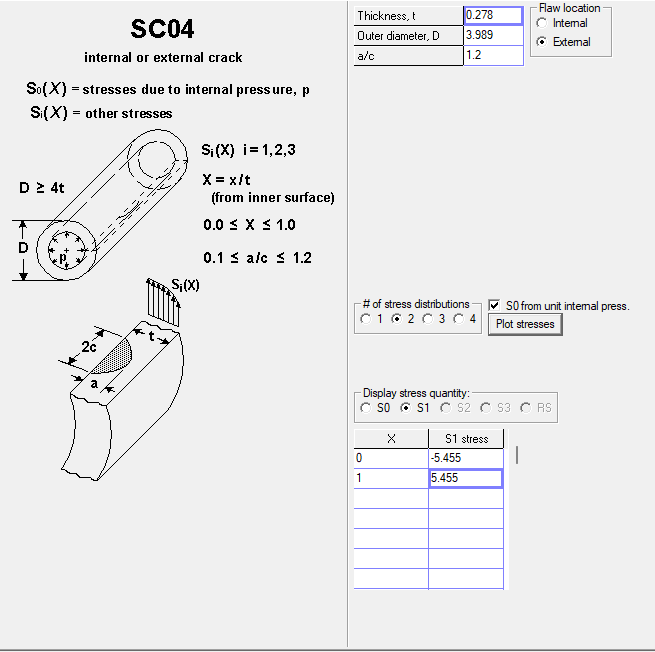 SC04
internal or external crack
S0(X) = stresses due to internal pressure, p
Si(X) = other stresses
Si(X) i = 1,2,3
X = x/t
(from inner surface)
D ≥ 4t
0.0 ≤ X ≤ 1.0
0.1 ≤ a/c ≤ 1.2
D
p
Si(X)
t
2c
a
Thickness, t 0.278
Outer diameter, D 3.989
a/c 1.2
Flaw location
Internal
External
# of stress distributions
1 2 3 4
S0 from unit internal press.
Plot stresses
Display stress quantity:
S0 S1 S2 S3 RS
X S1 stress
0 -5.455
1 5.455